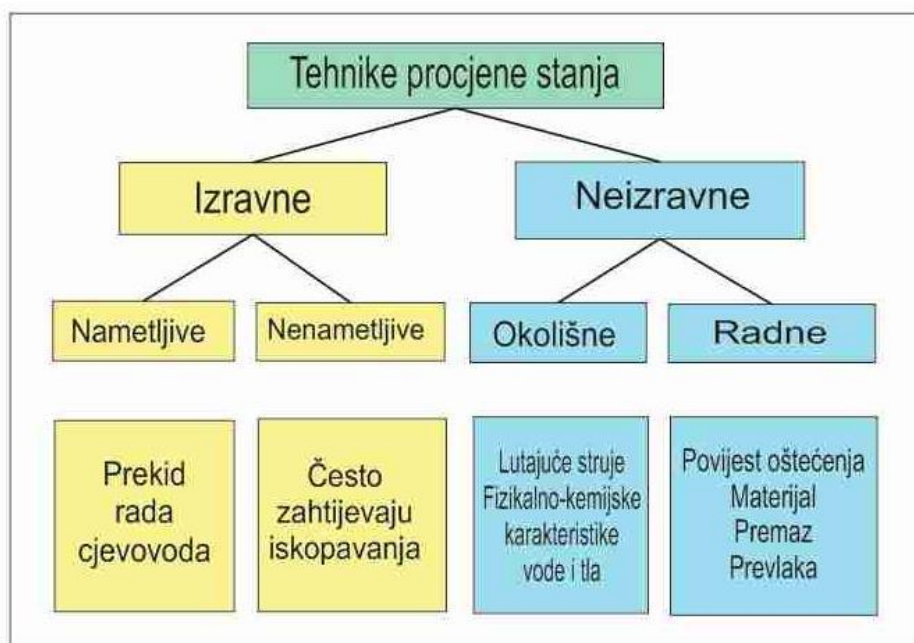 Tehnike procjene stanja
Izravne
Neizravne
Nametljive
Nenametljive
Okolišne
Radne
Prekid
rada
cjevovoda
Često
zahtijevaju
iskopavanja
Lutajuće struje
Fizikalno-kemijske
karakteristike
vode i tla
Povijest oštećenja
Materijal
Premaz
Prevlaka